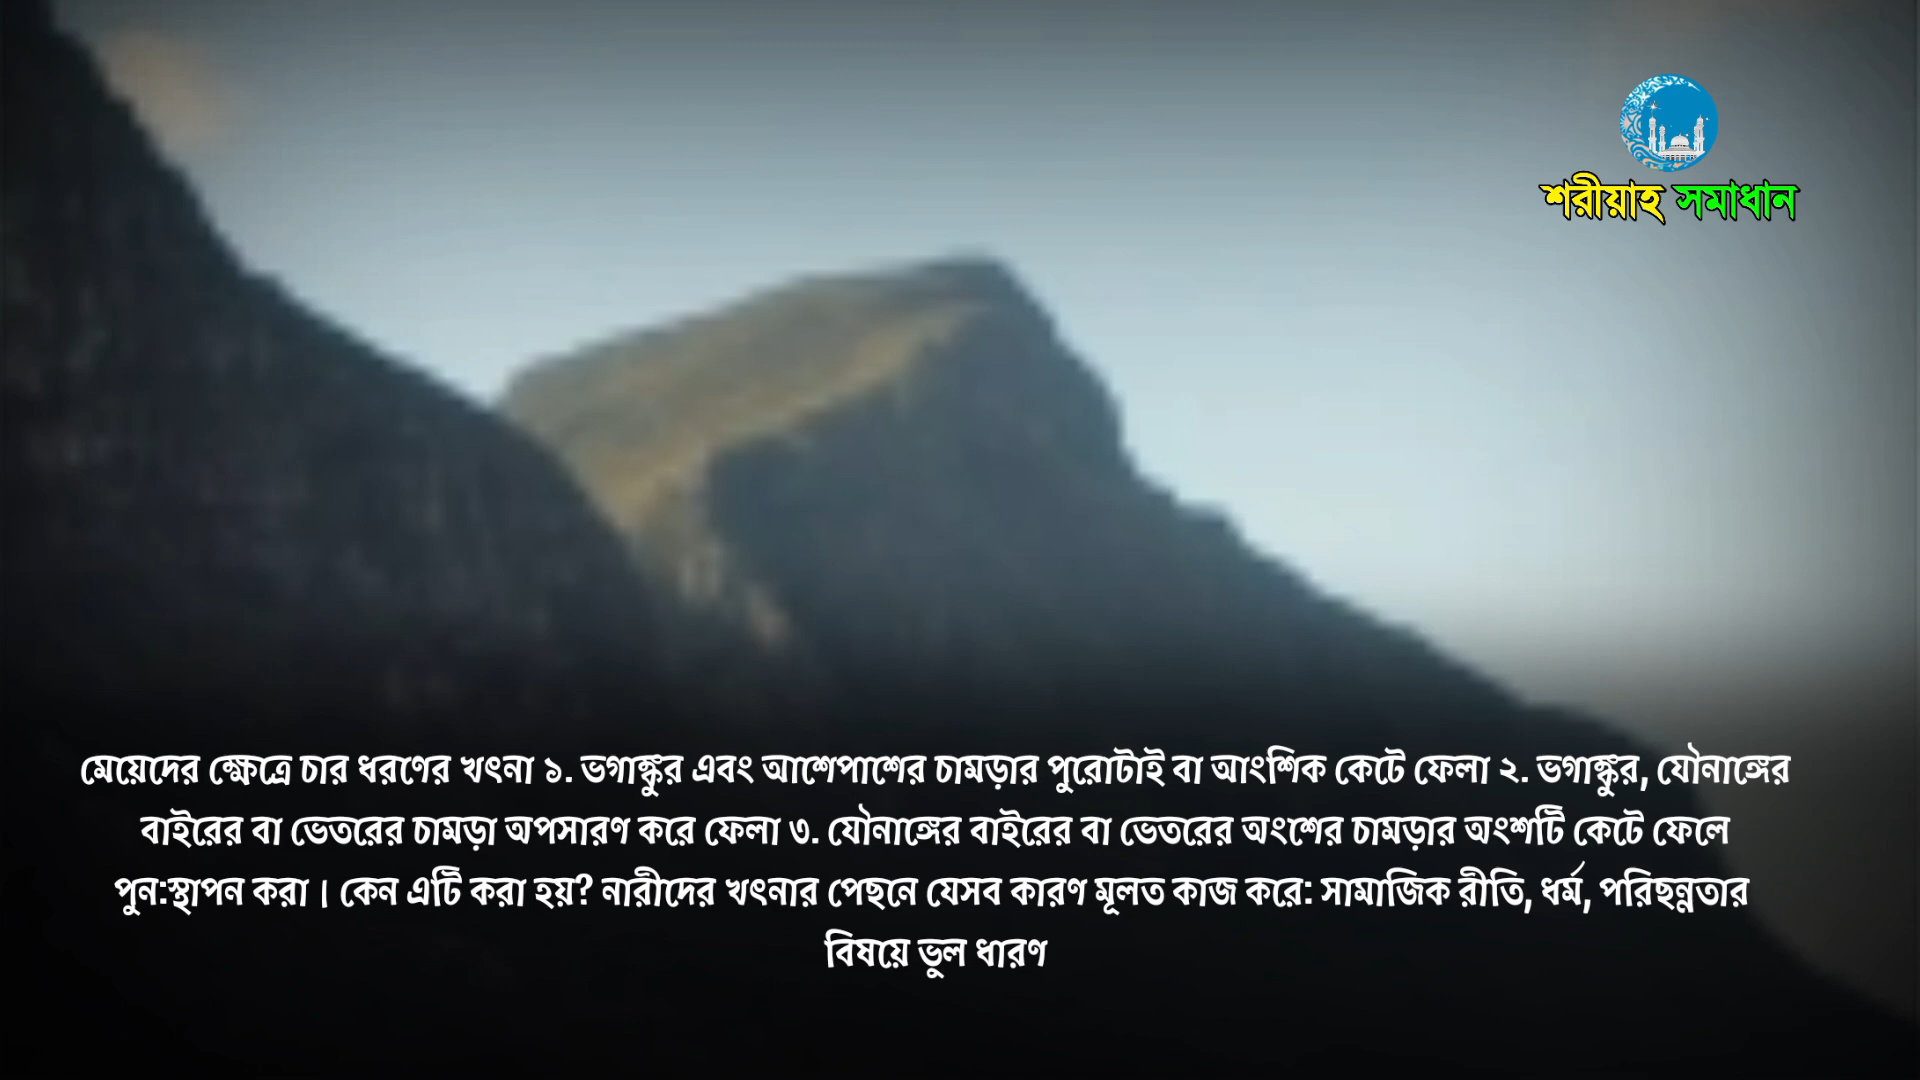 শরীয়াহ সমাধান
মেয়েদের ক্ষেত্রে চার ধরণের খৎনা ১. ভগাঙ্কুর এবং আশেপাশের চামড়ার পুরোটাই বা আংশিক কেটে ফেলা ২. ভগাঙ্কুর, যৌনাঙ্গের
বাইরের বা ভেতরের চামড়া অপসারণ করে ফেলা ৩. যৌনাঙ্গের বাইরের বা ভেতরের অংশের চামড়ার অংশটি কেটে ফেলে
পুন:স্থাপন করা । কেন এটি করা হয়? নারীদের খৎনার পেছনে যেসব কারণ মূলত কাজ করে: সামাজিক রীতি, ধর্ম, পরিছন্নতার
বিষয়ে ভুল ধারণ